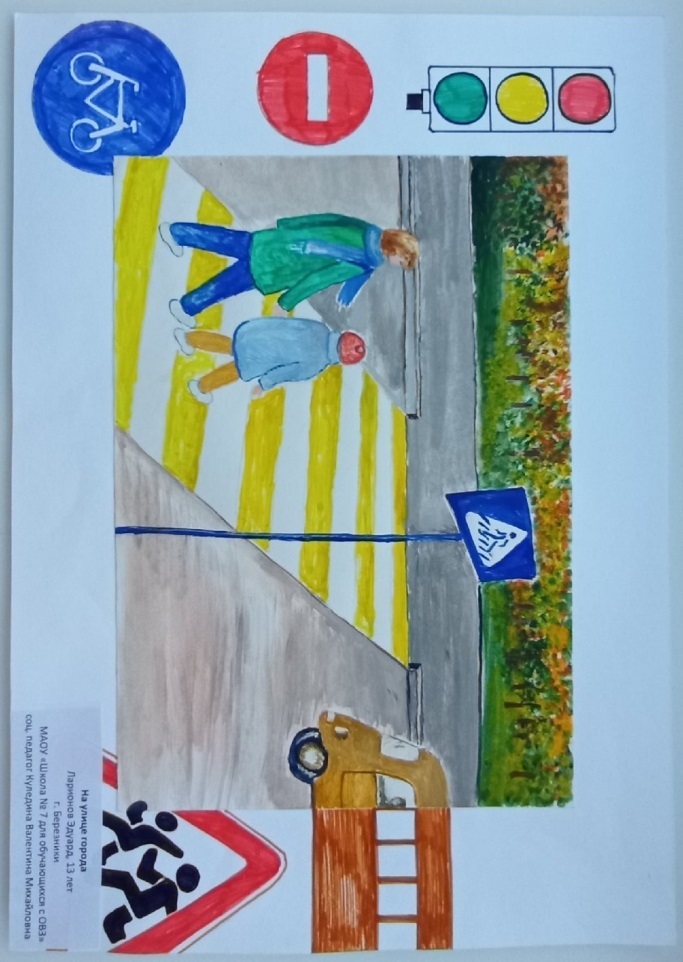 На улице города
Ларионов Эдуард, 13 лет
г. Березники
МАОУ «Школа № 7 для обучающихся с ОВЗ»
соц. педагог Куледина Валентина Михайловна